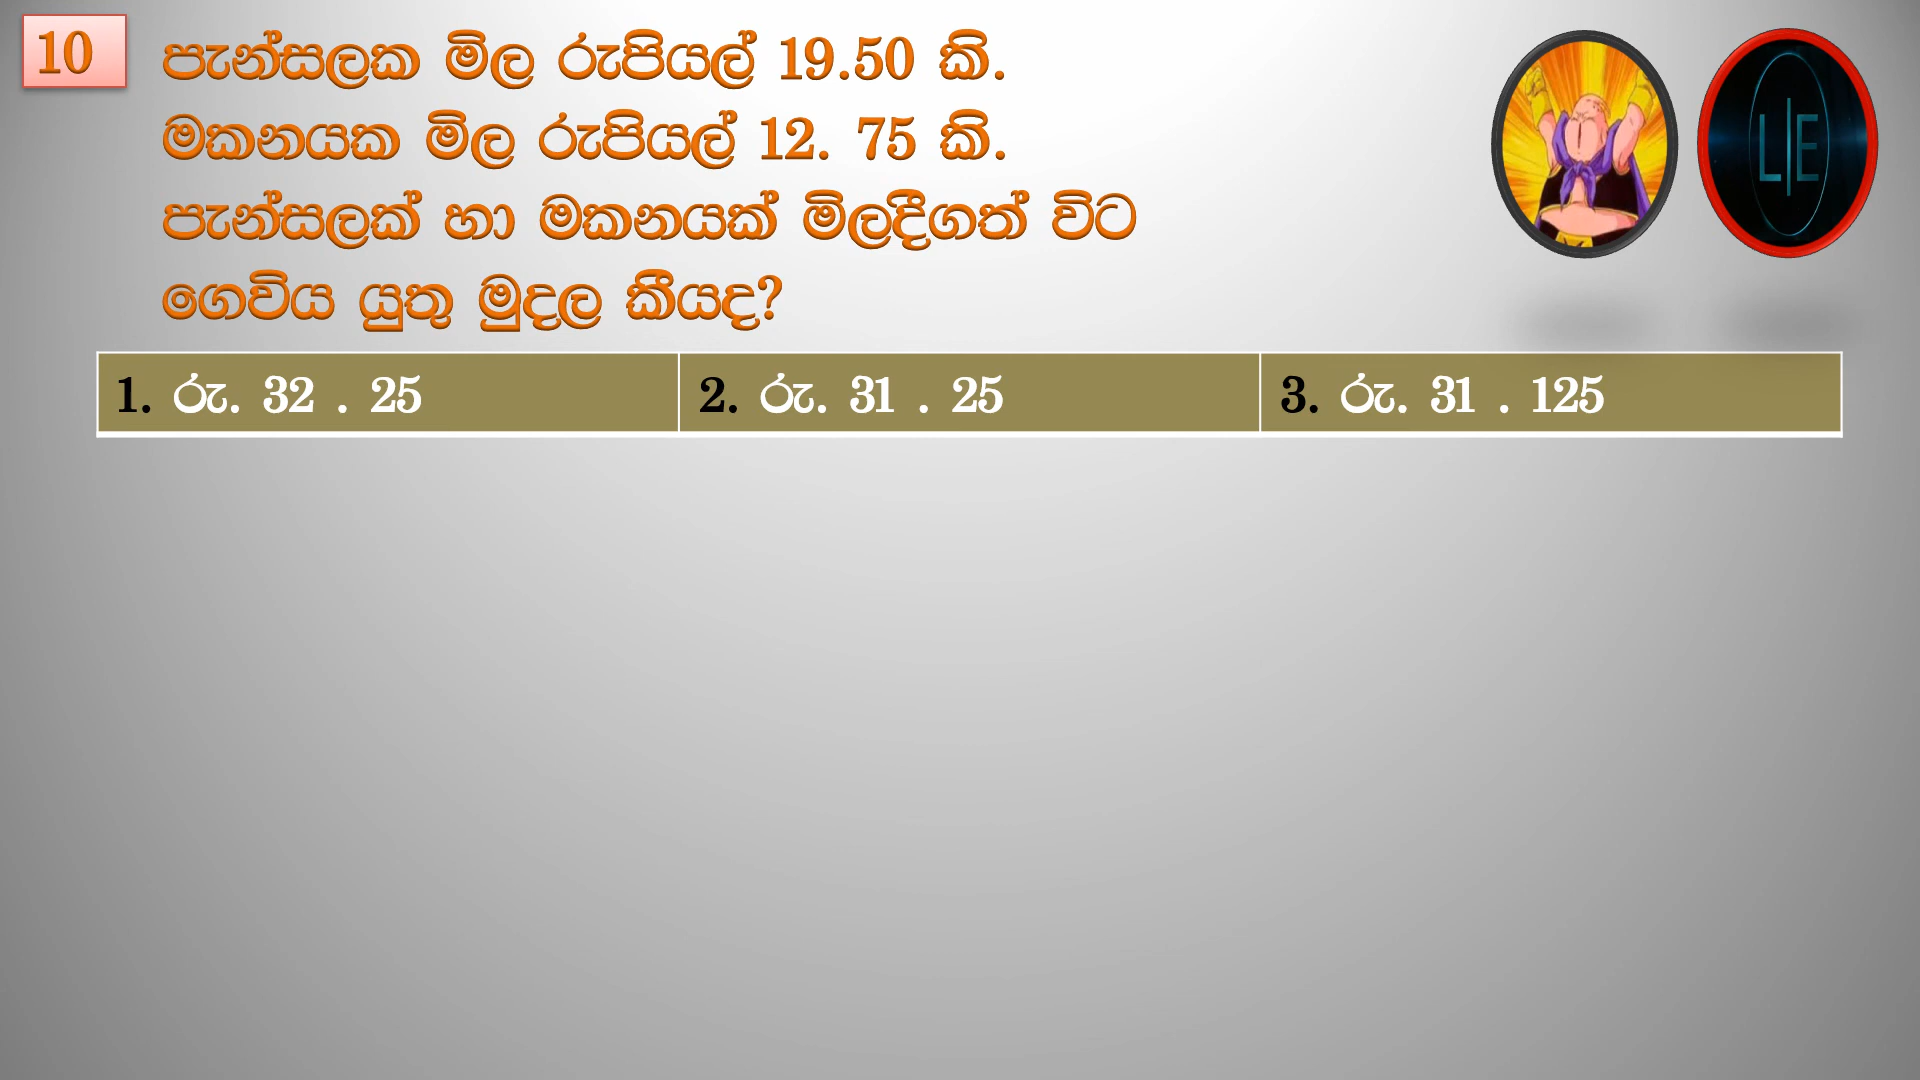 10
පැන්සලක මිල රුපියල් 19.50 කි.
මකනයක මිල රුපියල් 12. 75 කි.
පැන්සලක් හා මකනයක් මිලදීගත් විට
ගෙවිය යුතු මුදල කීයද?
1. රු. 32 . 25
2. රු. 31 . 25
3. රු. 31 . 125
L|E